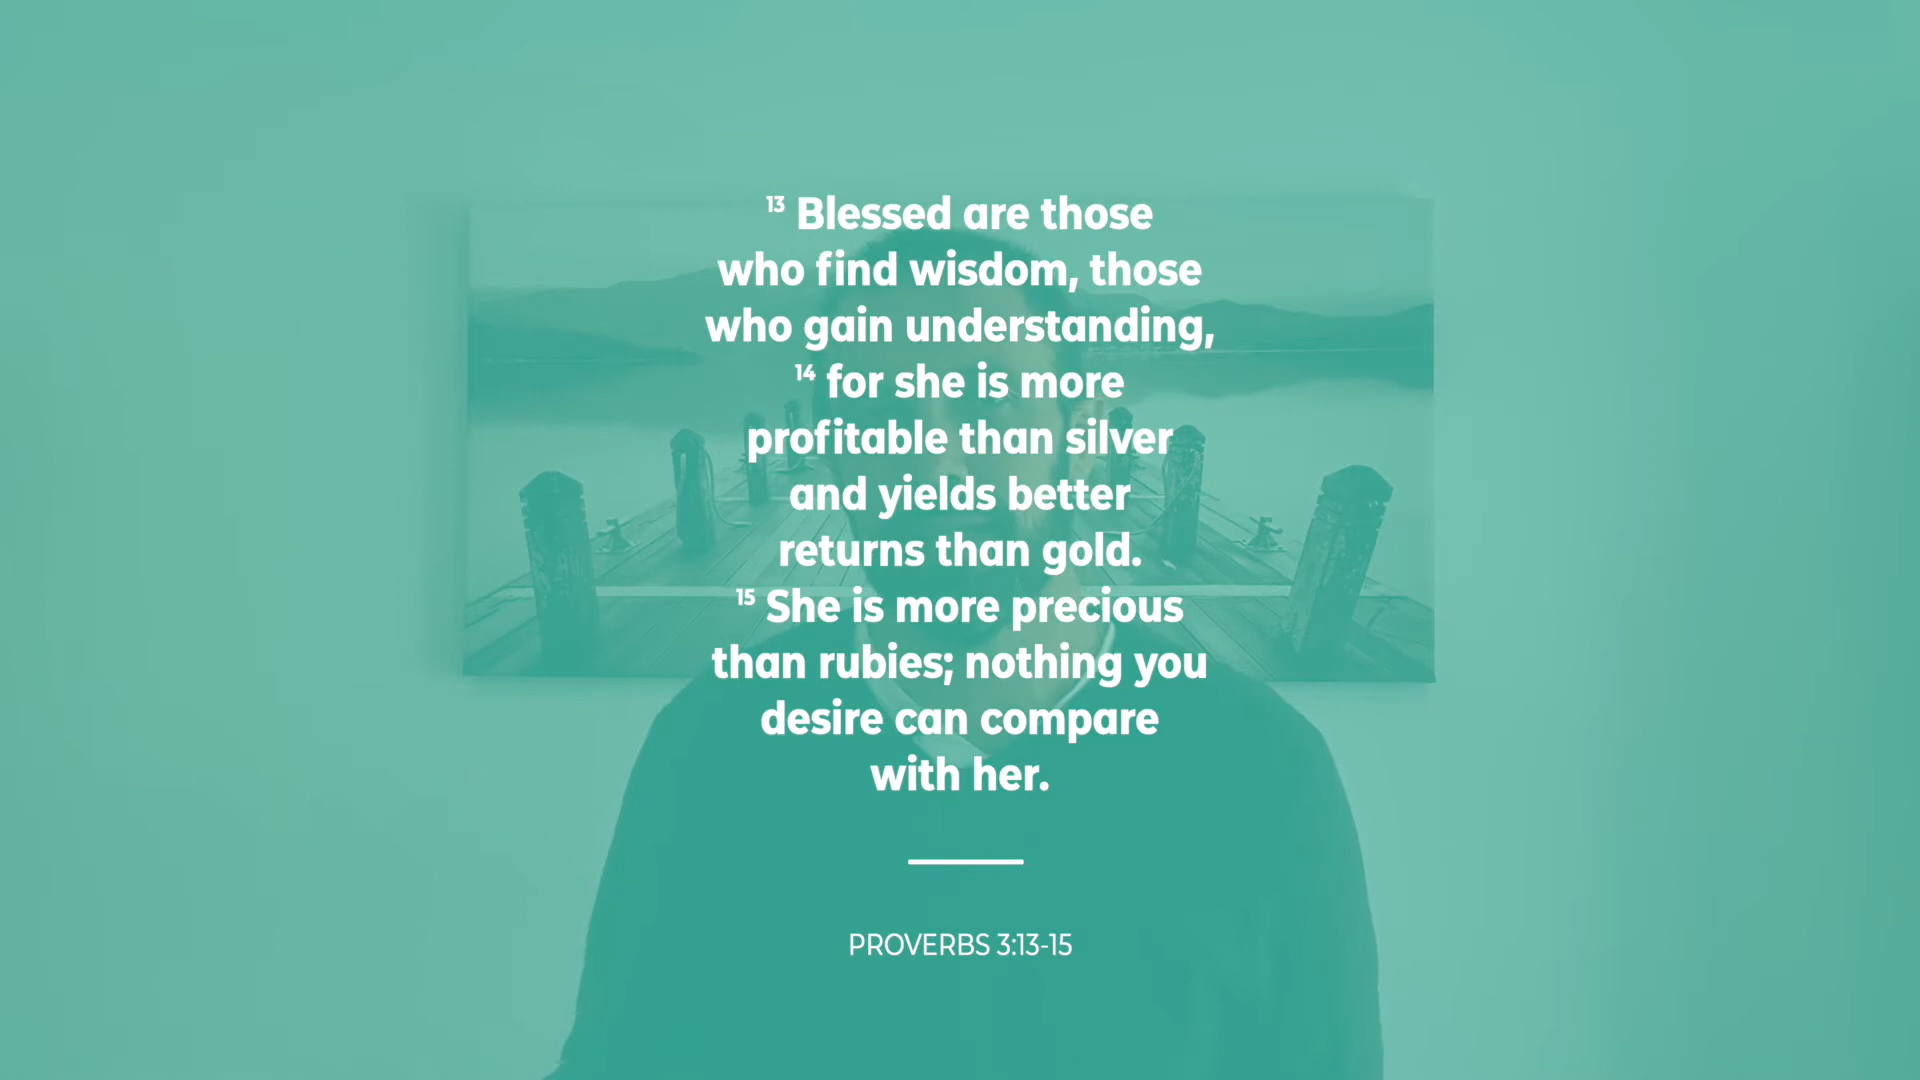 13 Blessed are those
who find wisdom, those
who gain understanding,
14 for she is more
profitable than silver
and yields better
returns than gold.
15 She is more precious
than rubies; nothing you
desire can compare
with her.
PROVERBS 3:13-15